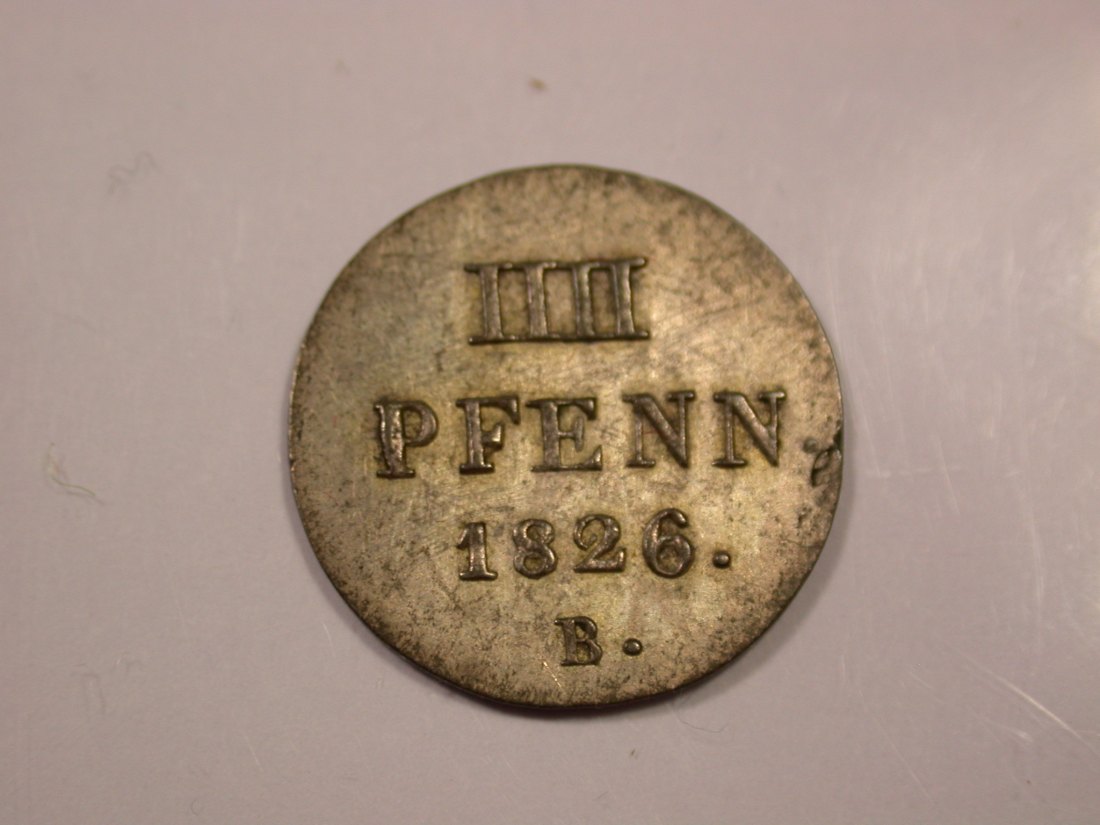 IIII
PFENN
1826.
B.